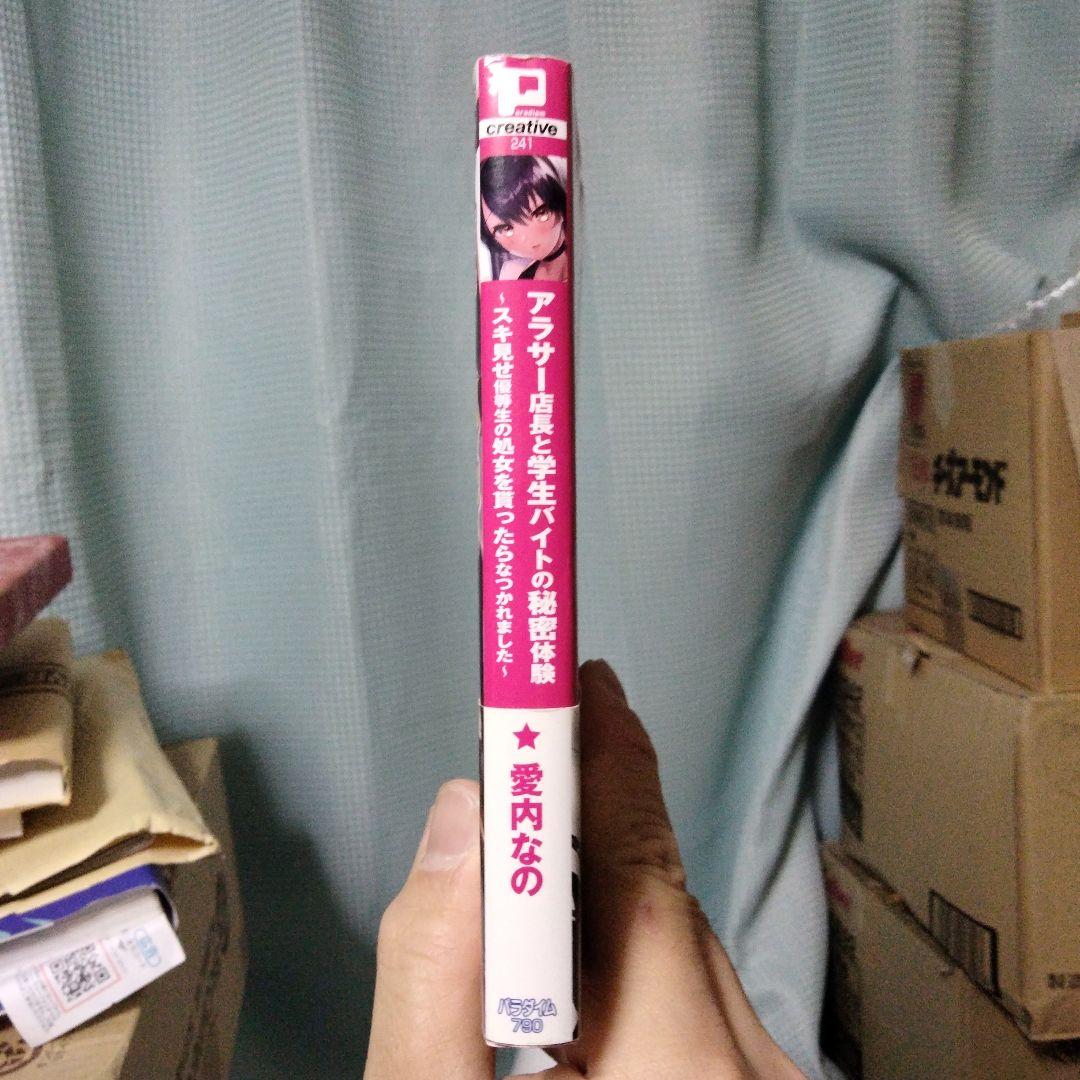 paradigm
creative
241
アラサー店長と学生バイトの秘密体験
~スキ見せ優等生の処女を貰ったらなつかれました~
★ 愛内なの
パラダイム
790